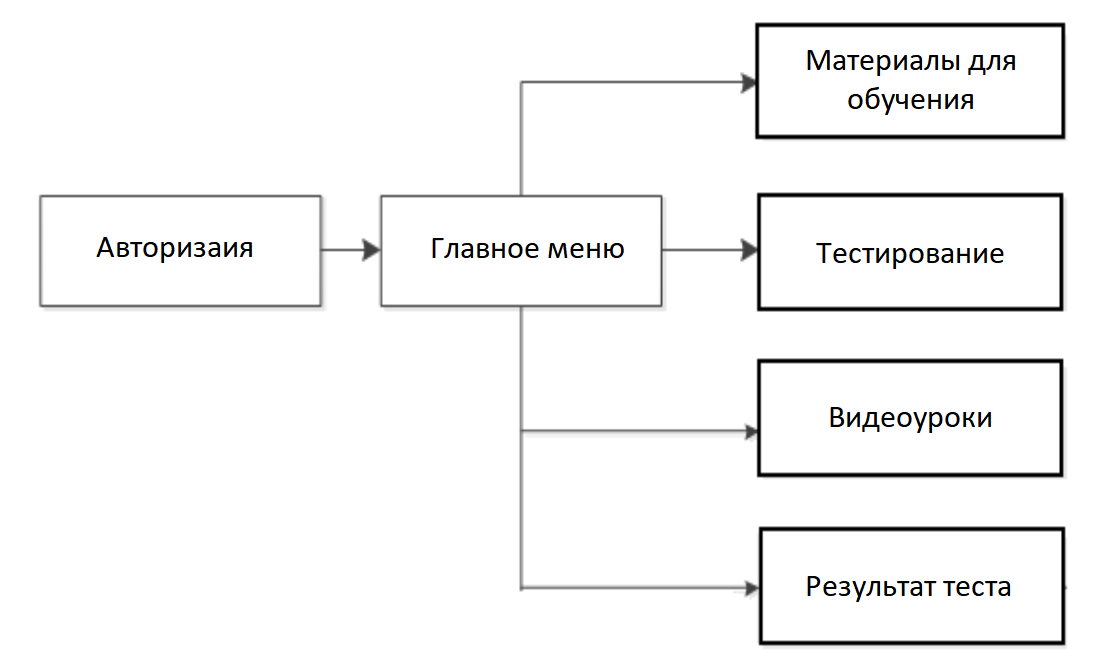 Материалы для
обучения
Авторизаия
Главное меню
Тестирование
Видеоуроки
Результат теста